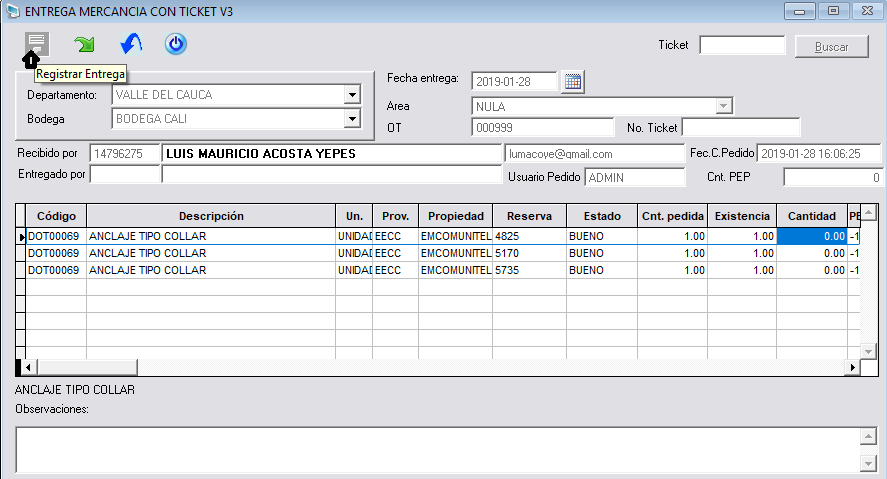 ENTREGA MERCANCIA CON TICKET V3
Ticket Buscar
Registrar Entrega
Departamento: VALLE DEL CAUCA
Bodega BODEGA CALI
Fecha entrega: 2019-01-28
Area NULA
OT 000999 No. Ticket
Recibido por 14796275 LUIS MAURICIO ACOSTA YEPES lumacoye@gmail.com Fec.C.Pedido 2019-01-28 16:06:25
Entregado por Usuario Pedido ADMIN Cnt. PEP 0
Código Descripción Un. Prov. Propiedad Reserva Estado Cnt. pedida Existencia Cantidad PE
DOT00069 ANCLAJE TIPO COLLAR UNIDAD EECC EMCOMUNITEL 4825 BUENO 1.00 1.00 0.00 -1
DOT00069 ANCLAJE TIPO COLLAR UNIDAD EECC EMCOMUNITEL 5170 BUENO 1.00 1.00 0.00 -1
DOT00069 ANCLAJE TIPO COLLAR UNIDAD EECC EMCOMUNITEL 5735 BUENO 1.00 1.00 0.00 -1
ANCLAJE TIPO COLLAR
Observaciones: